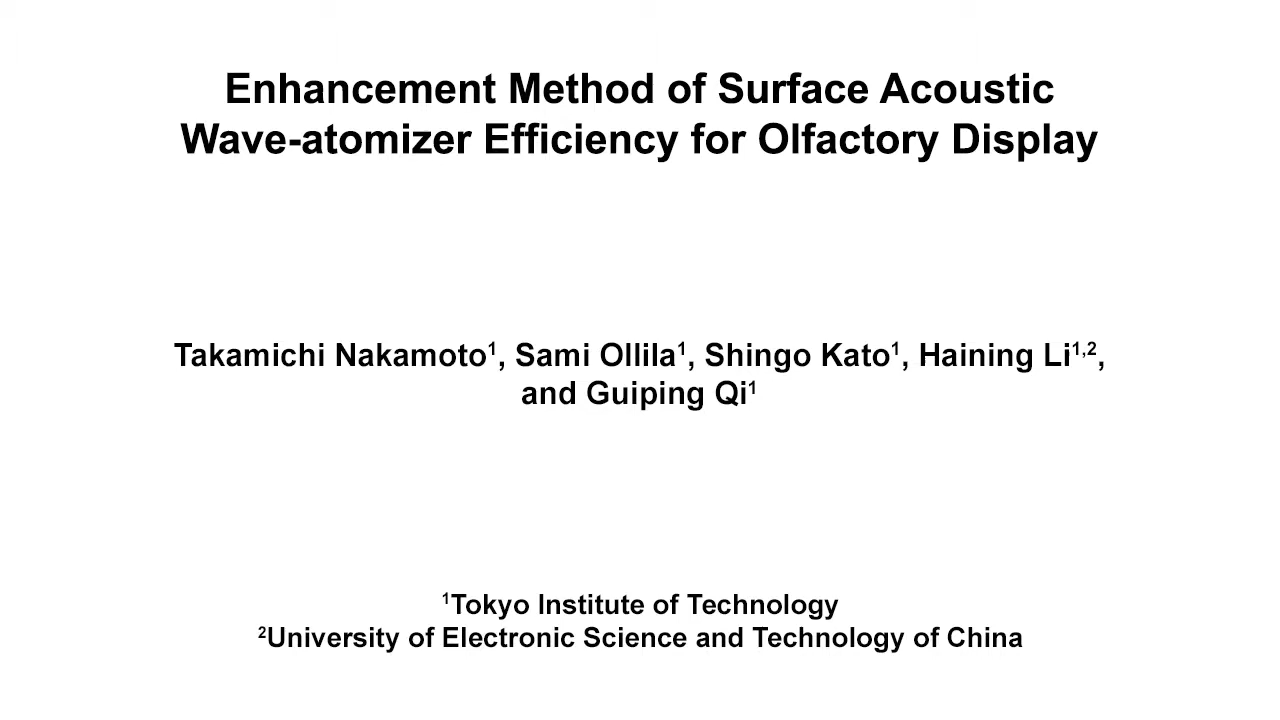 Enhancement Method of Surface Acoustic
Wave-atomizer Efficiency for Olfactory Display
Takamichi Nakamoto¹, Sami Ollila¹, Shingo Kato¹, Haining Li¹,²,
and Guiping Qi¹
¹Tokyo Institute of Technology
²University of Electronic Science and Technology of China